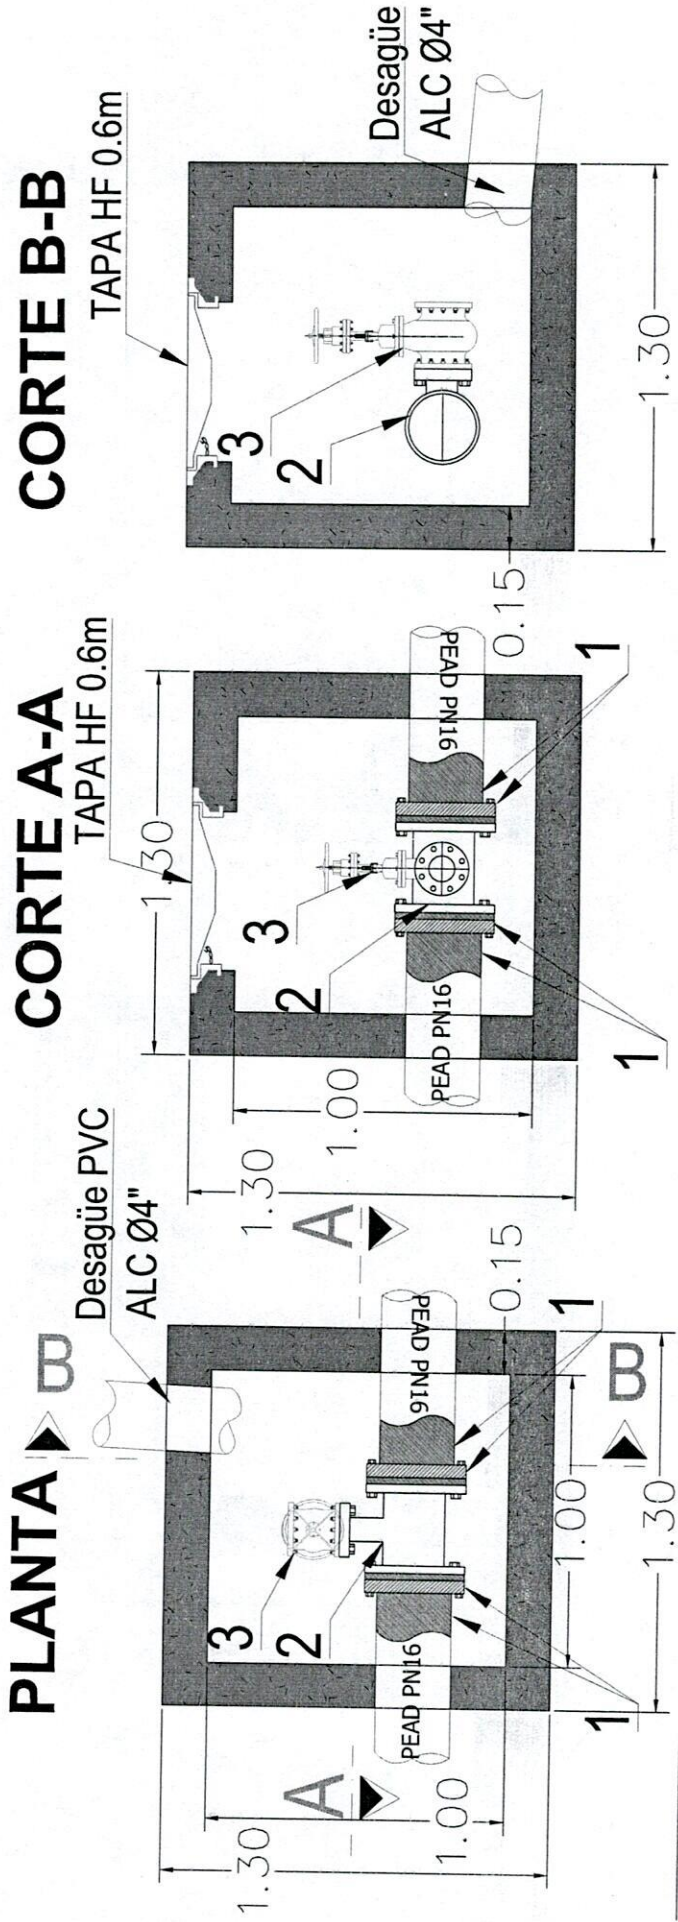 PLANTA
B
Desagüe PVC
ALC Ø4"
3
2
PEAD PN16
PEAD PN16
A
A
1
1
B
1.30
1.00
0.15
1.00
1.30
CORTE A-A
TAPA HF 0.6m
1.30
3
2
PEAD PN16
PEAD PN16
1.30
1.00
1
1
0.15
CORTE B-B
TAPA HF 0.6m
3
2
Desagüe
ALC Ø4"
1.30